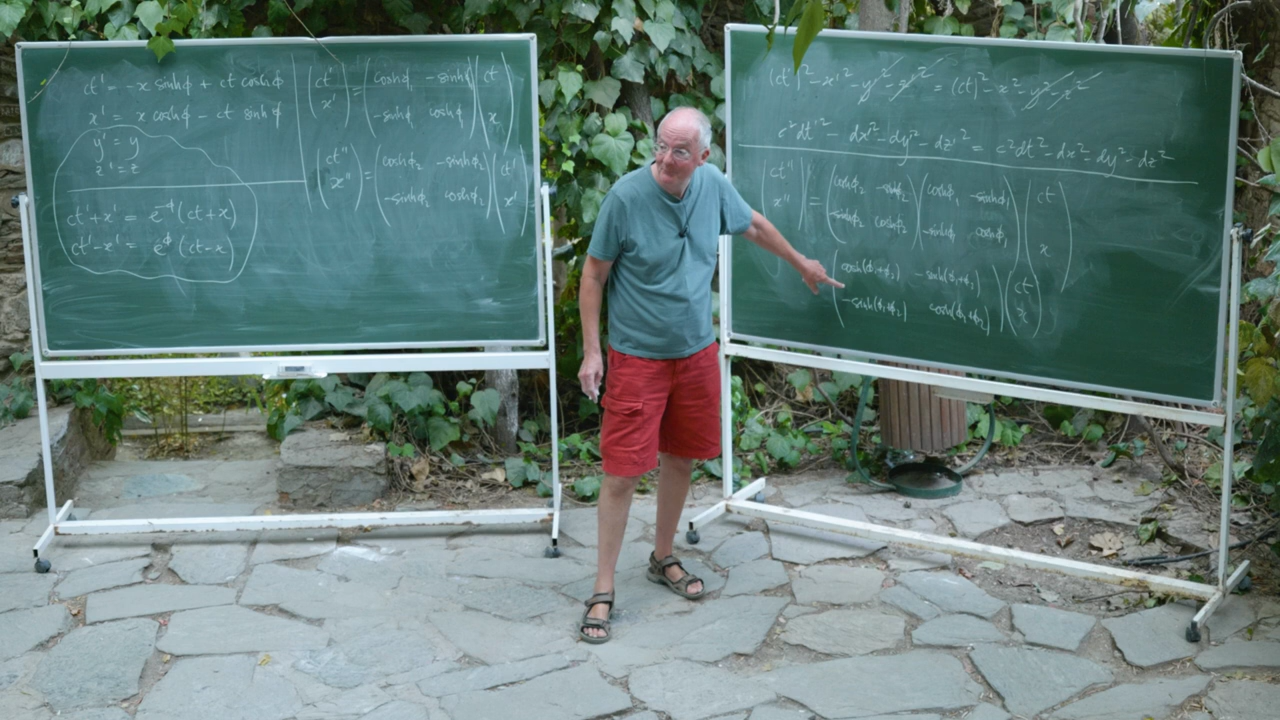 ct' = - x sinhϕ + ct coshϕ
x' = x coshϕ - ct sinhϕ
y' = y
z' = z
ct' + x' = e^-ϕ (ct + x)
ct' - x' = e^ϕ (ct - x)
(ct' x') = (coshϕ₁ -sinhϕ₁
-sinhϕ₁ coshϕ₁) (ct x)
(ct'' x'') = (coshϕ₂ -sinhϕ₂
-sinhϕ₂ coshϕ₂) (ct' x')
(ct')² - x'² - y'² - z'² = (ct)² - x² - y² - z²
c²dt'² - dx'² - dy'² - dz'² = c²dt² - dx² - dy² - dz²
(ct'' x'') = (coshϕ₂ -sinhϕ₂
-sinhϕ₂ coshϕ₂) (coshϕ₁ -sinhϕ₁
-sinhϕ₁ coshϕ₁) (ct x)
(cosh(ϕ₁+ϕ₂) -sinh(ϕ₁+ϕ₂)
-sinh(ϕ₁+ϕ₂) cosh(ϕ₁+ϕ₂)) (ct x)